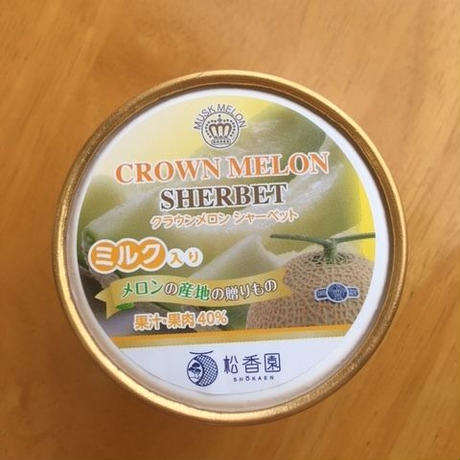 MUSK MELON
CROWN MELON
SHERBET
クラウンメロン シャーベット
ミルク入り
メロンの産地の贈りもの
果汁・果肉40%
松香園
SHŌKAEN